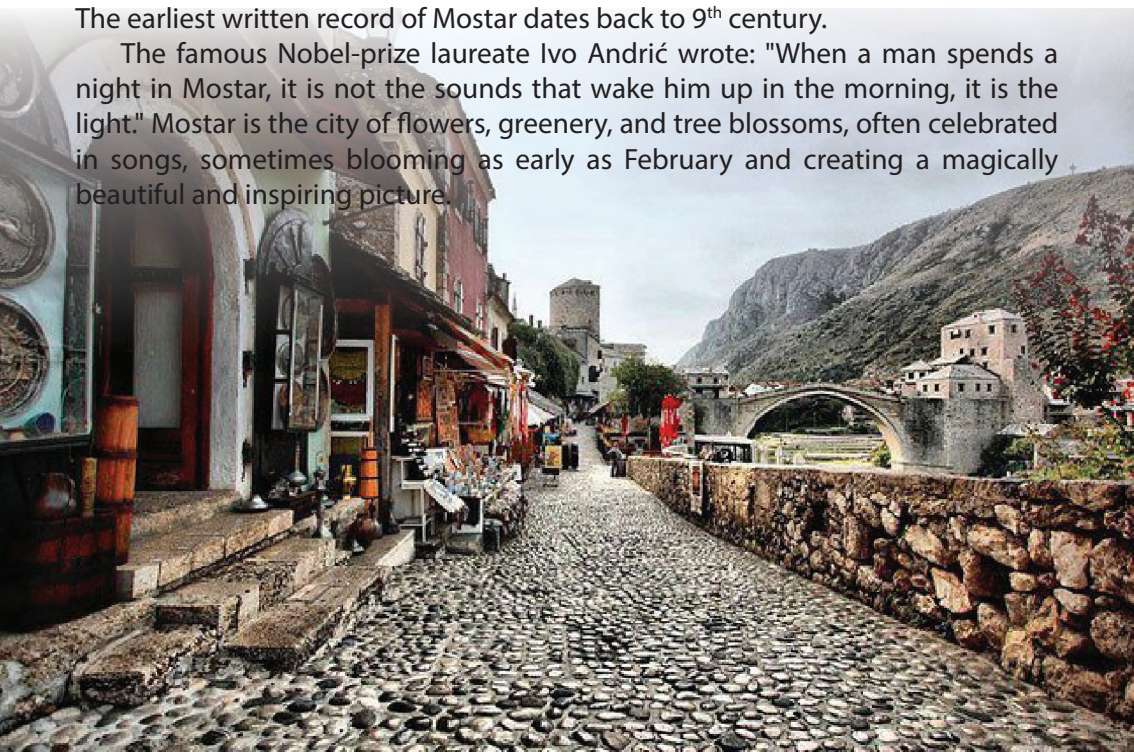 The earliest written record of Mostar dates back to 9th century.
The famous Nobel-prize laureate Ivo Andrić wrote: "When a man spends a
night in Mostar, it is not the sounds that wake him up in the morning, it is the
light." Mostar is the city of flowers, greenery, and tree blossoms, often celebrated
in songs, sometimes blooming as early as February and creating a magically
beautiful and inspiring picture.